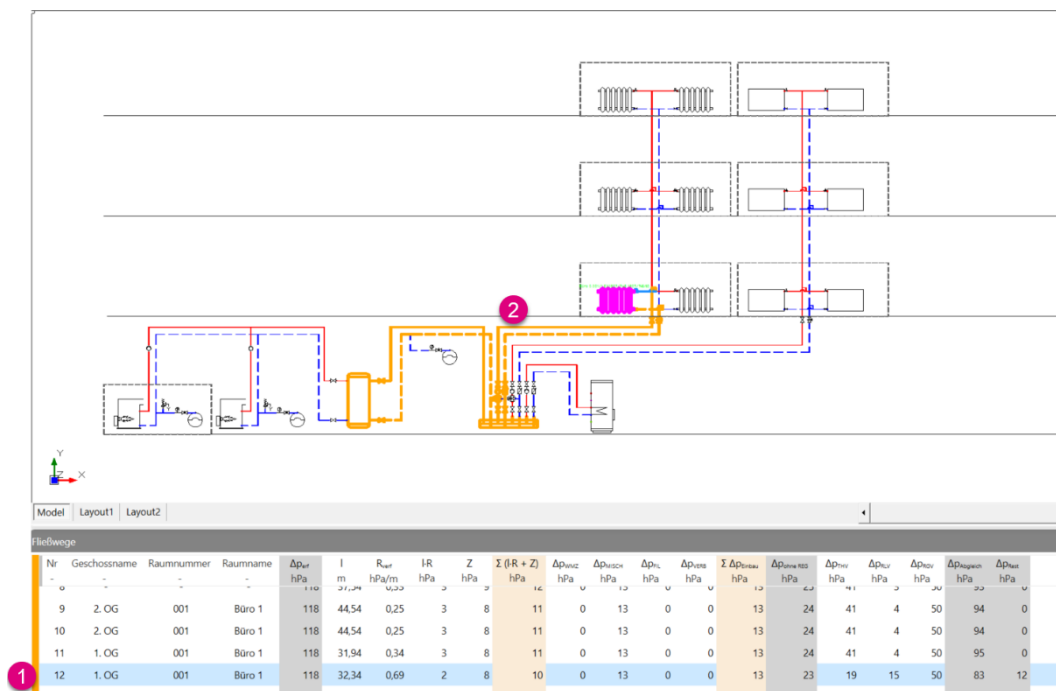 2
Y
Z
X
Model Layout1 Layout2
Fließwege
Nr Geschossname Raumnummer Raumname Δperf l Rverf l·R Z Σ (l·R + Z) ΔpWMZ ΔpMISCH ΔpFIL ΔpVERB Σ ΔpEinbau Δpohne REG ΔpTHV ΔpRLV ΔpRDV ΔpAbgleich ΔpRest
- - - - hPa m hPa/m hPa hPa hPa hPa hPa hPa hPa hPa hPa hPa hPa hPa hPa hPa
9 2. OG 001 Büro 1 118 44,54 0,25 3 8 11 0 13 0 0 13 24 41 4 50 94 0
10 2. OG 001 Büro 1 118 44,54 0,25 3 8 11 0 13 0 0 13 24 41 4 50 94 0
11 1. OG 001 Büro 1 118 31,94 0,34 3 8 11 0 13 0 0 13 24 41 4 50 95 0
1 12 1. OG 001 Büro 1 118 32,34 0,69 2 8 10 0 13 0 0 13 23 19 15 50 83 12